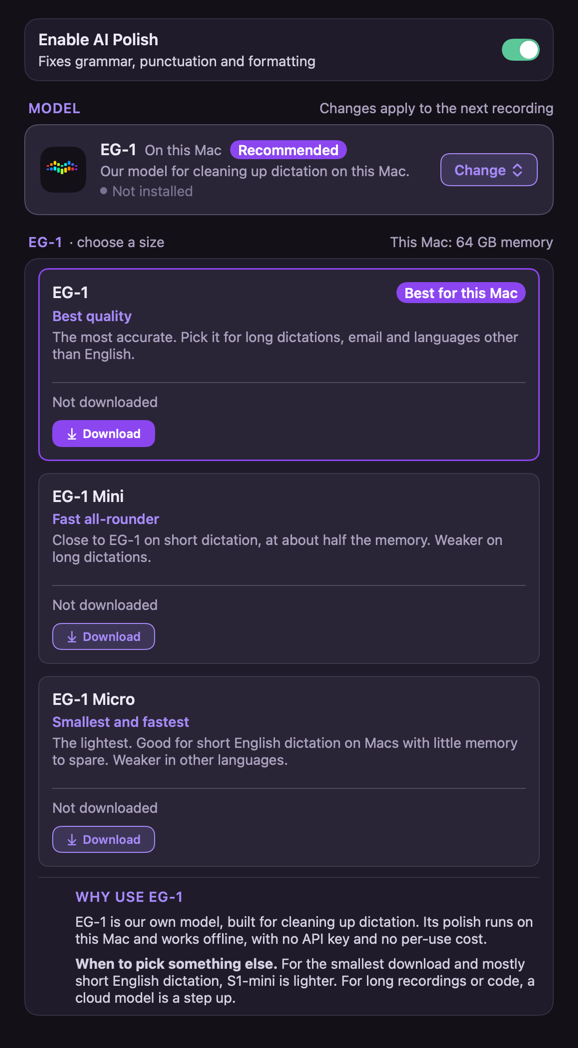 Enable AI Polish
Fixes grammar, punctuation and formatting
MODEL
Changes apply to the next recording
EG-1 On this Mac Recommended
Our model for cleaning up dictation on this Mac.
Not installed
Change
EG-1 · choose a size
This Mac: 64 GB memory
EG-1
Best for this Mac
Best quality
The most accurate. Pick it for long dictations, email and languages other
than English.
Not downloaded
Download
EG-1 Mini
Fast all-rounder
Close to EG-1 on short dictation, at about half the memory. Weaker on
long dictations.
Not downloaded
Download
EG-1 Micro
Smallest and fastest
The lightest. Good for short English dictation on Macs with little memory
to spare. Weaker in other languages.
Not downloaded
Download
WHY USE EG-1
EG-1 is our own model, built for cleaning up dictation. Its polish runs on
this Mac and works offline, with no API key and no per-use cost.
When to pick something else. For the smallest download and mostly
short English dictation, S1-mini is lighter. For long recordings or code, a
cloud model is a step up.